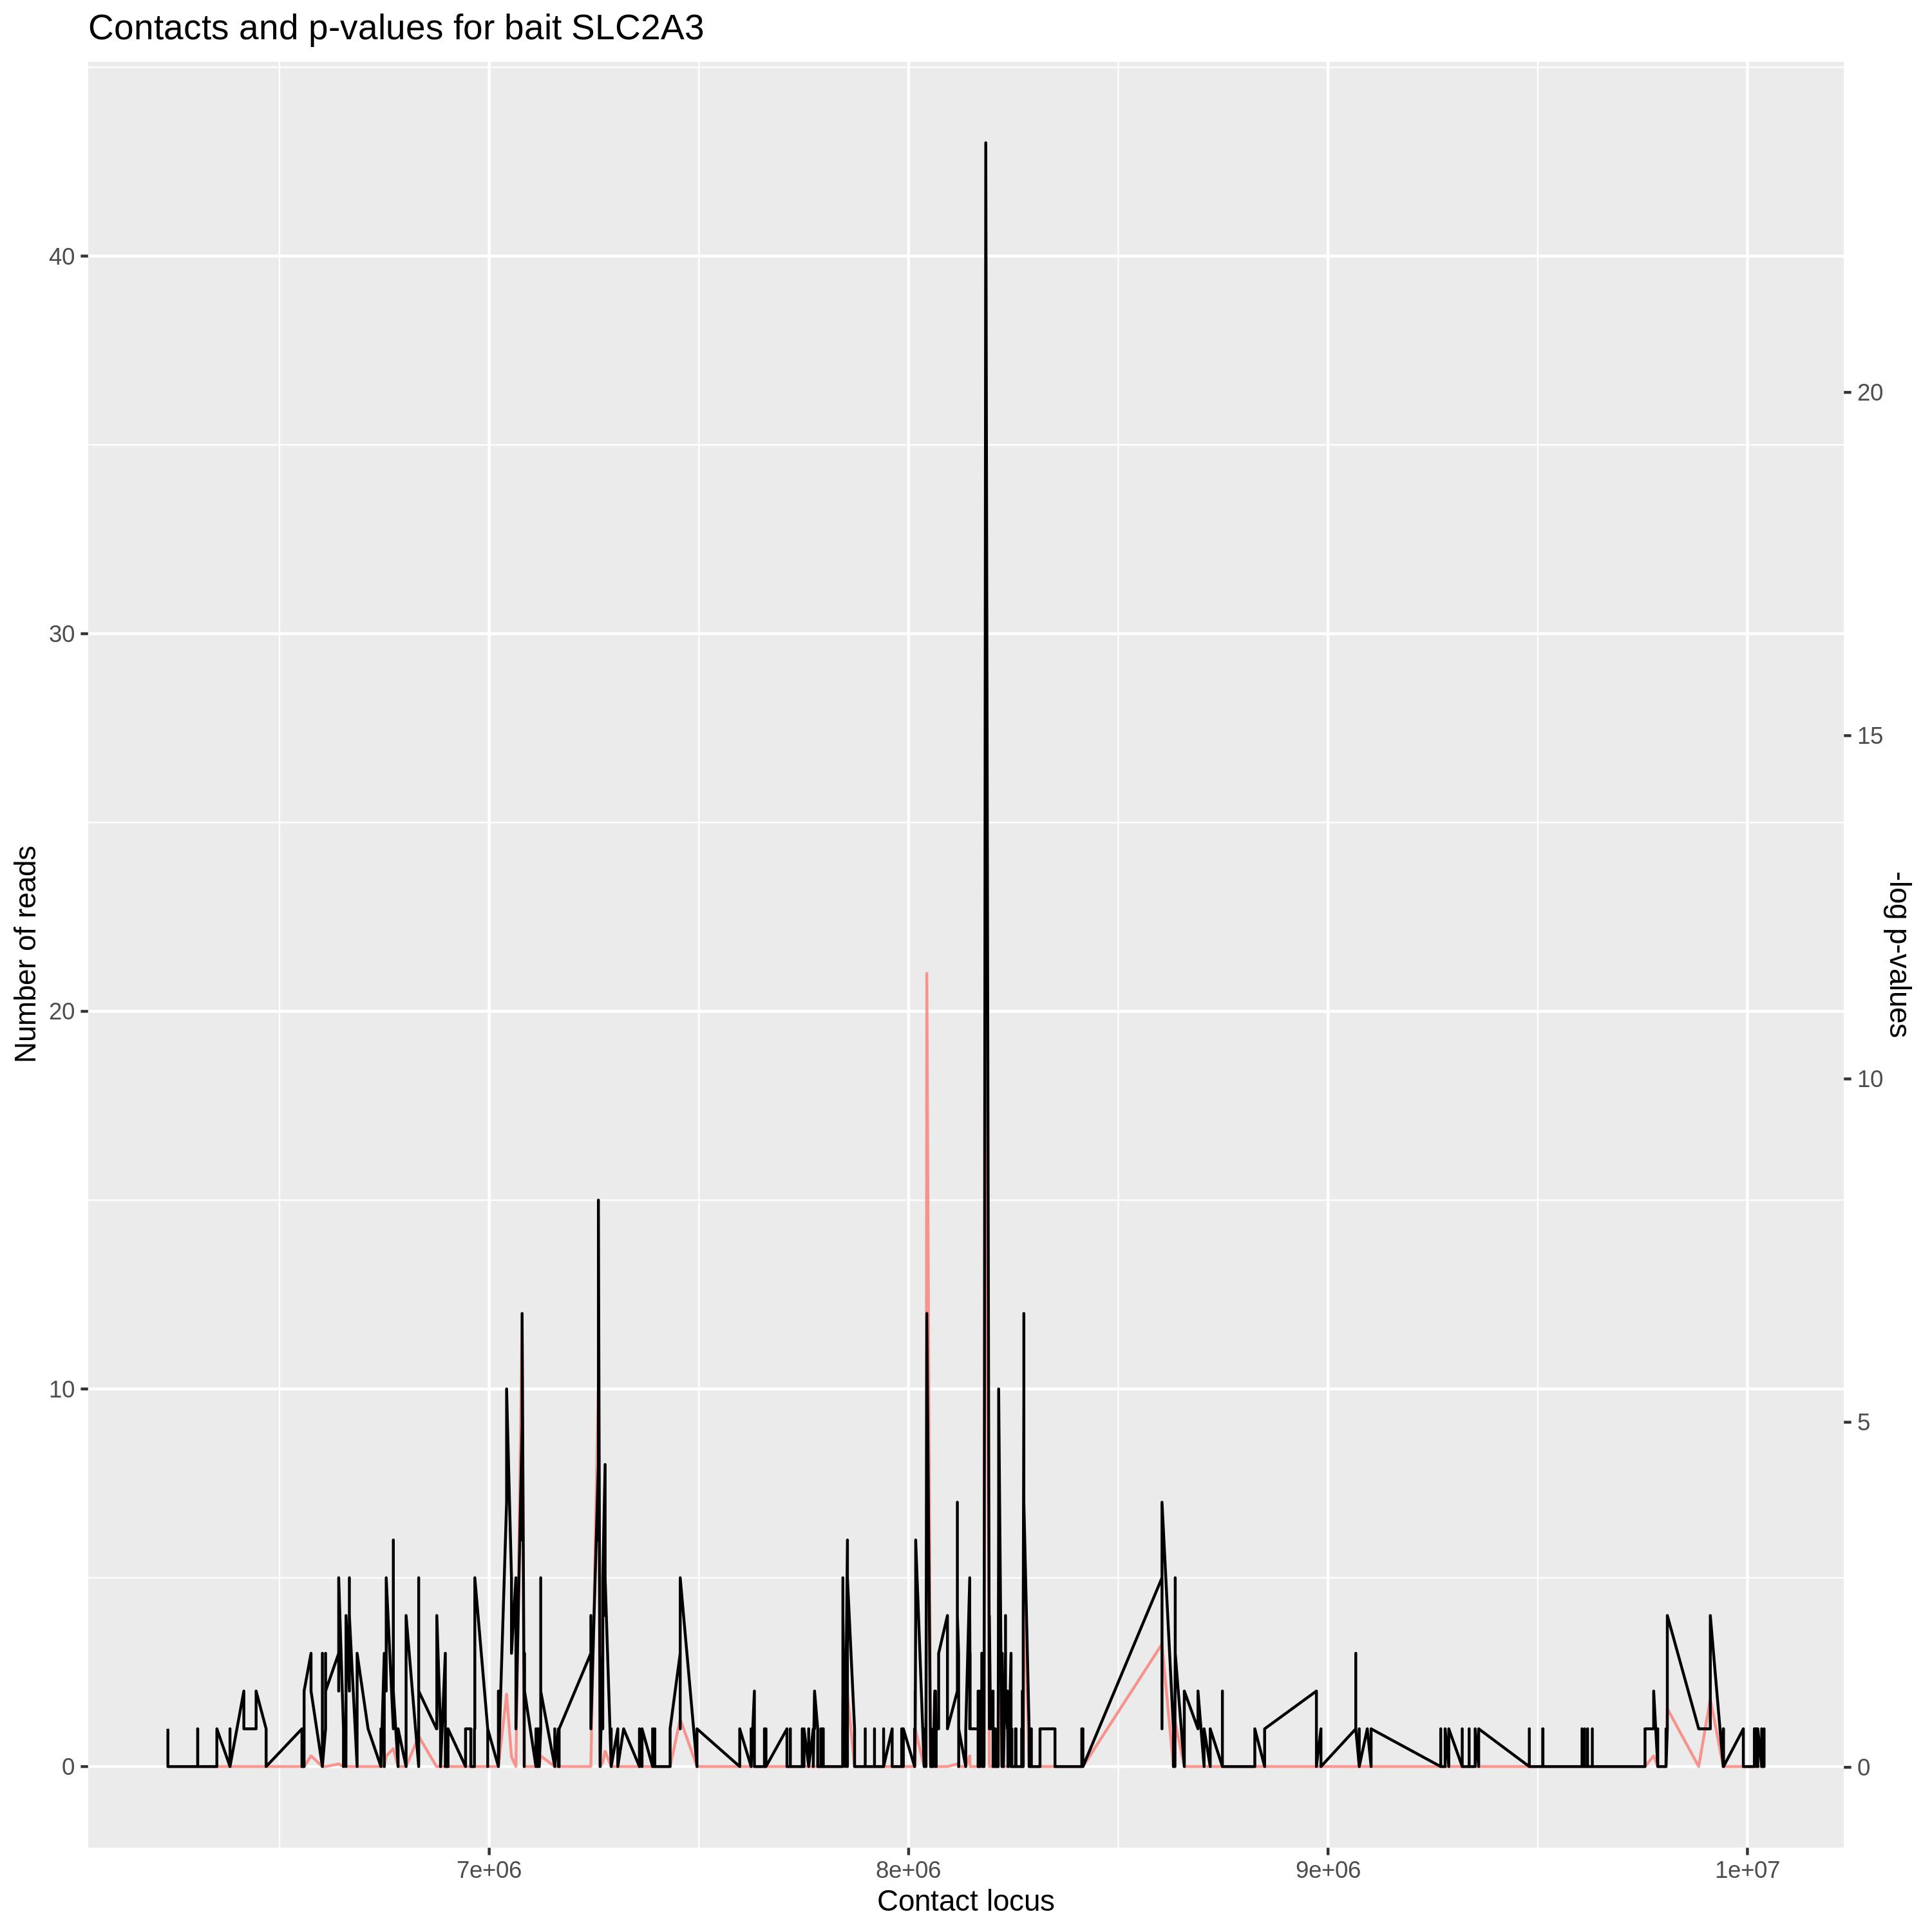 Contacts and p-values for bait SLC2A3
40
30
20
10
0
Number of reads
20
15
10
5
0
-log p-values
7e+06
8e+06
9e+06
1e+07
Contact locus